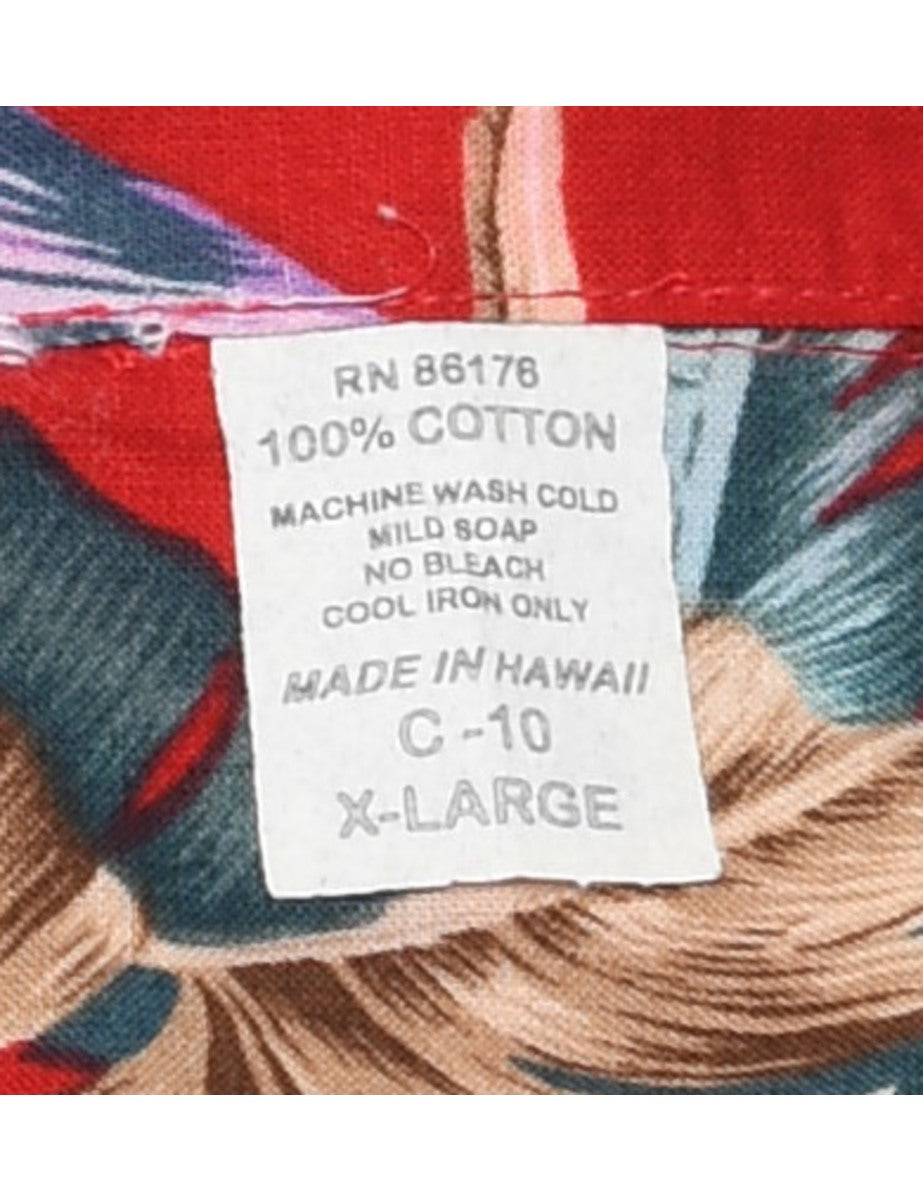 RN 86176
100% COTTON
MACHINE WASH COLD
MILD SOAP
NO BLEACH
COOL IRON ONLY
MADE IN HAWAII
C-10
X-LARGE